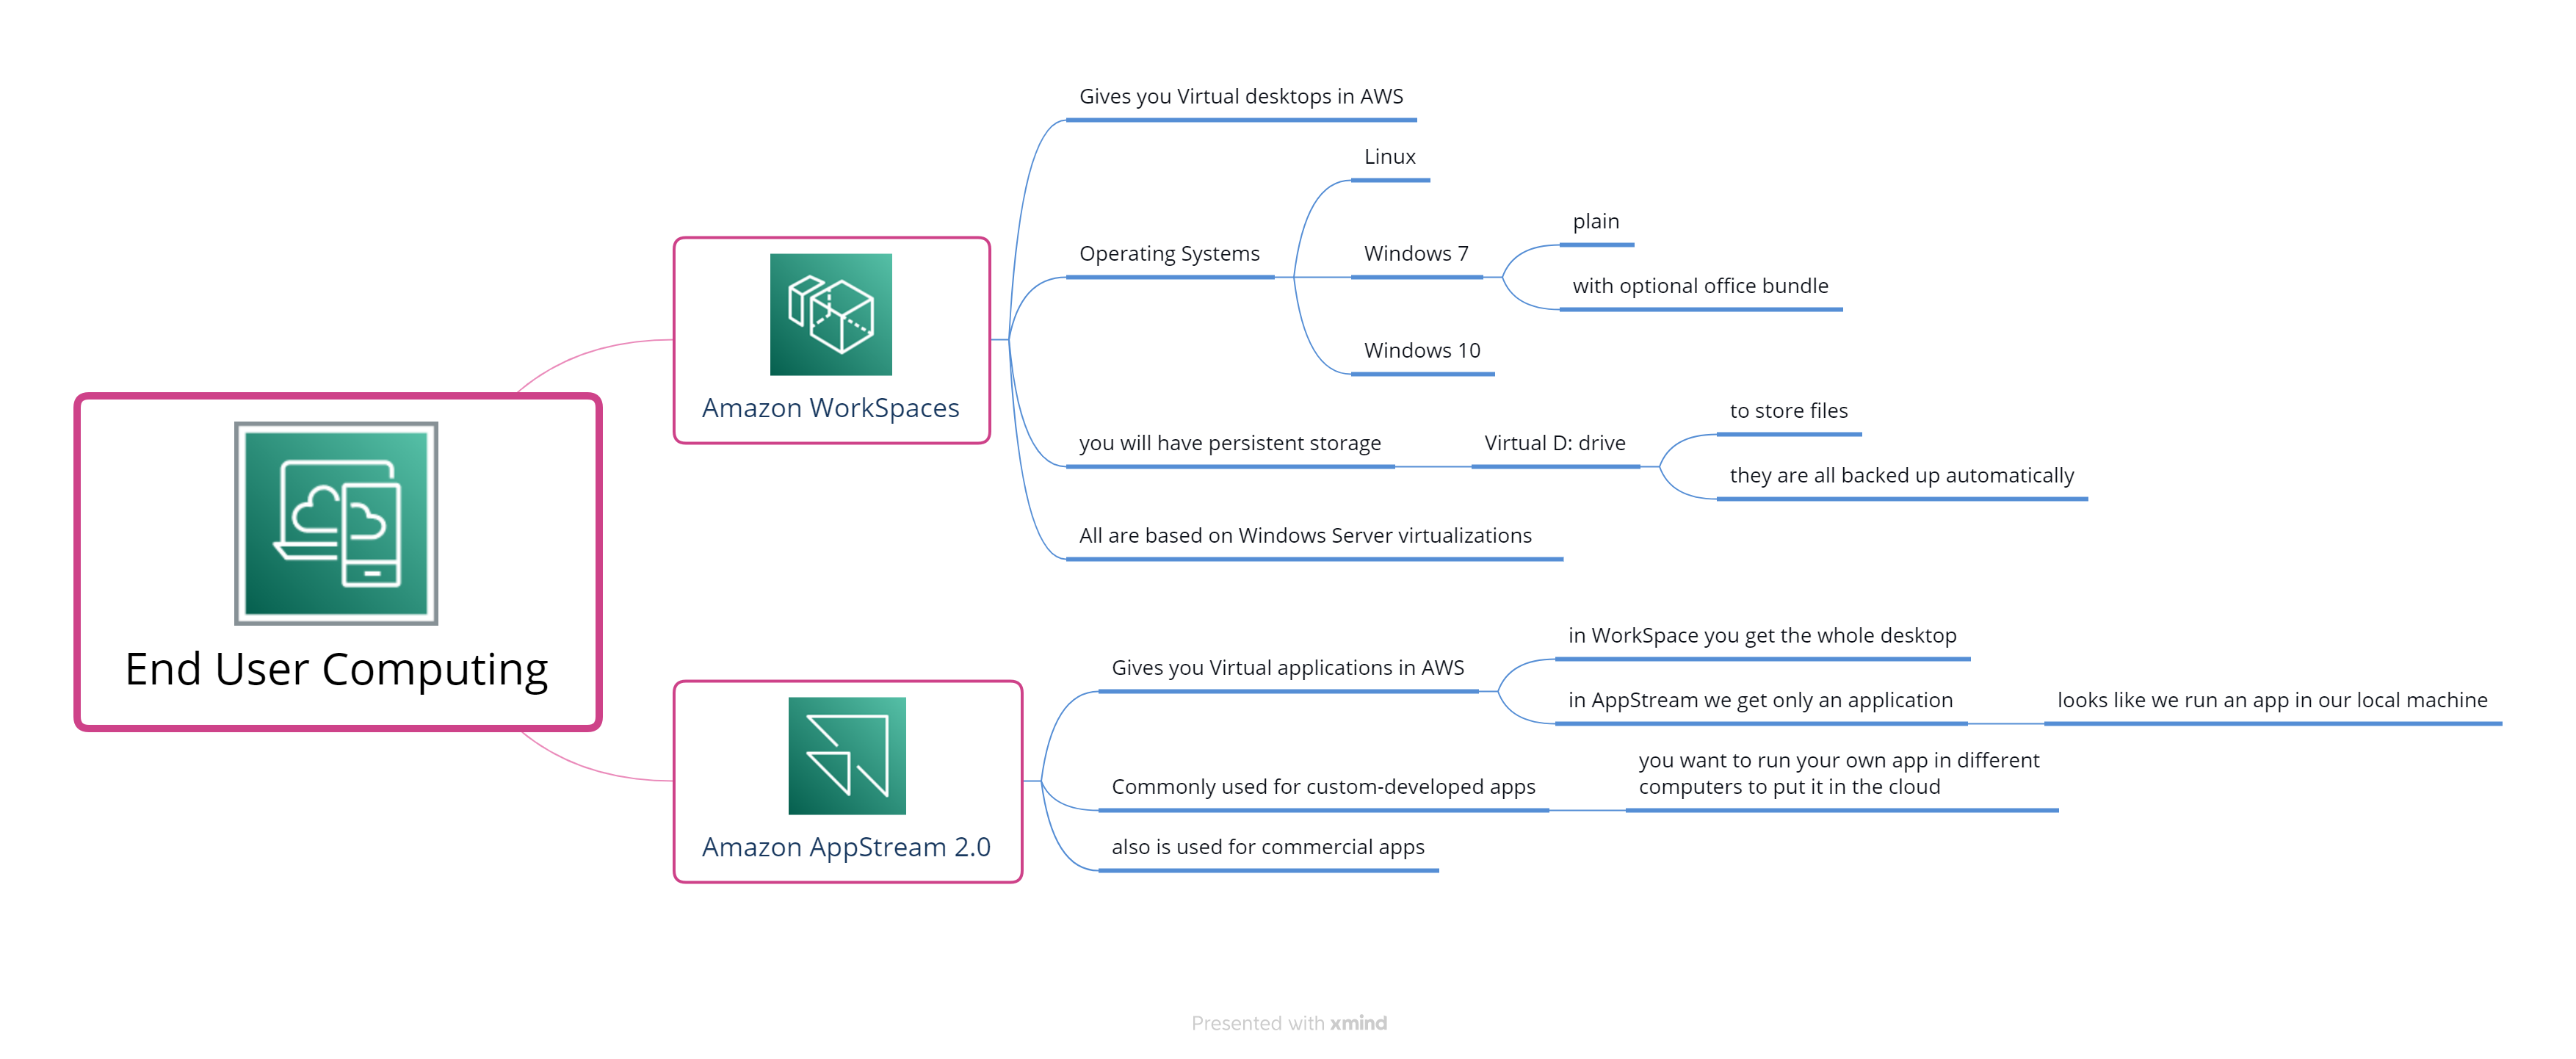 End User Computing
Amazon WorkSpaces
Gives you Virtual desktops in AWS
Operating Systems
Linux
Windows 7
plain
with optional office bundle
Windows 10
you will have persistent storage
Virtual D: drive
to store files
they are all backed up automatically
All are based on Windows Server virtualizations
Amazon AppStream 2.0
Gives you Virtual applications in AWS
in WorkSpace you get the whole desktop
in AppStream we get only an application
looks like we run an app in our local machine
Commonly used for custom-developed apps
you want to run your own app in different
computers to put it in the cloud
also is used for commercial apps
Presented with xmind